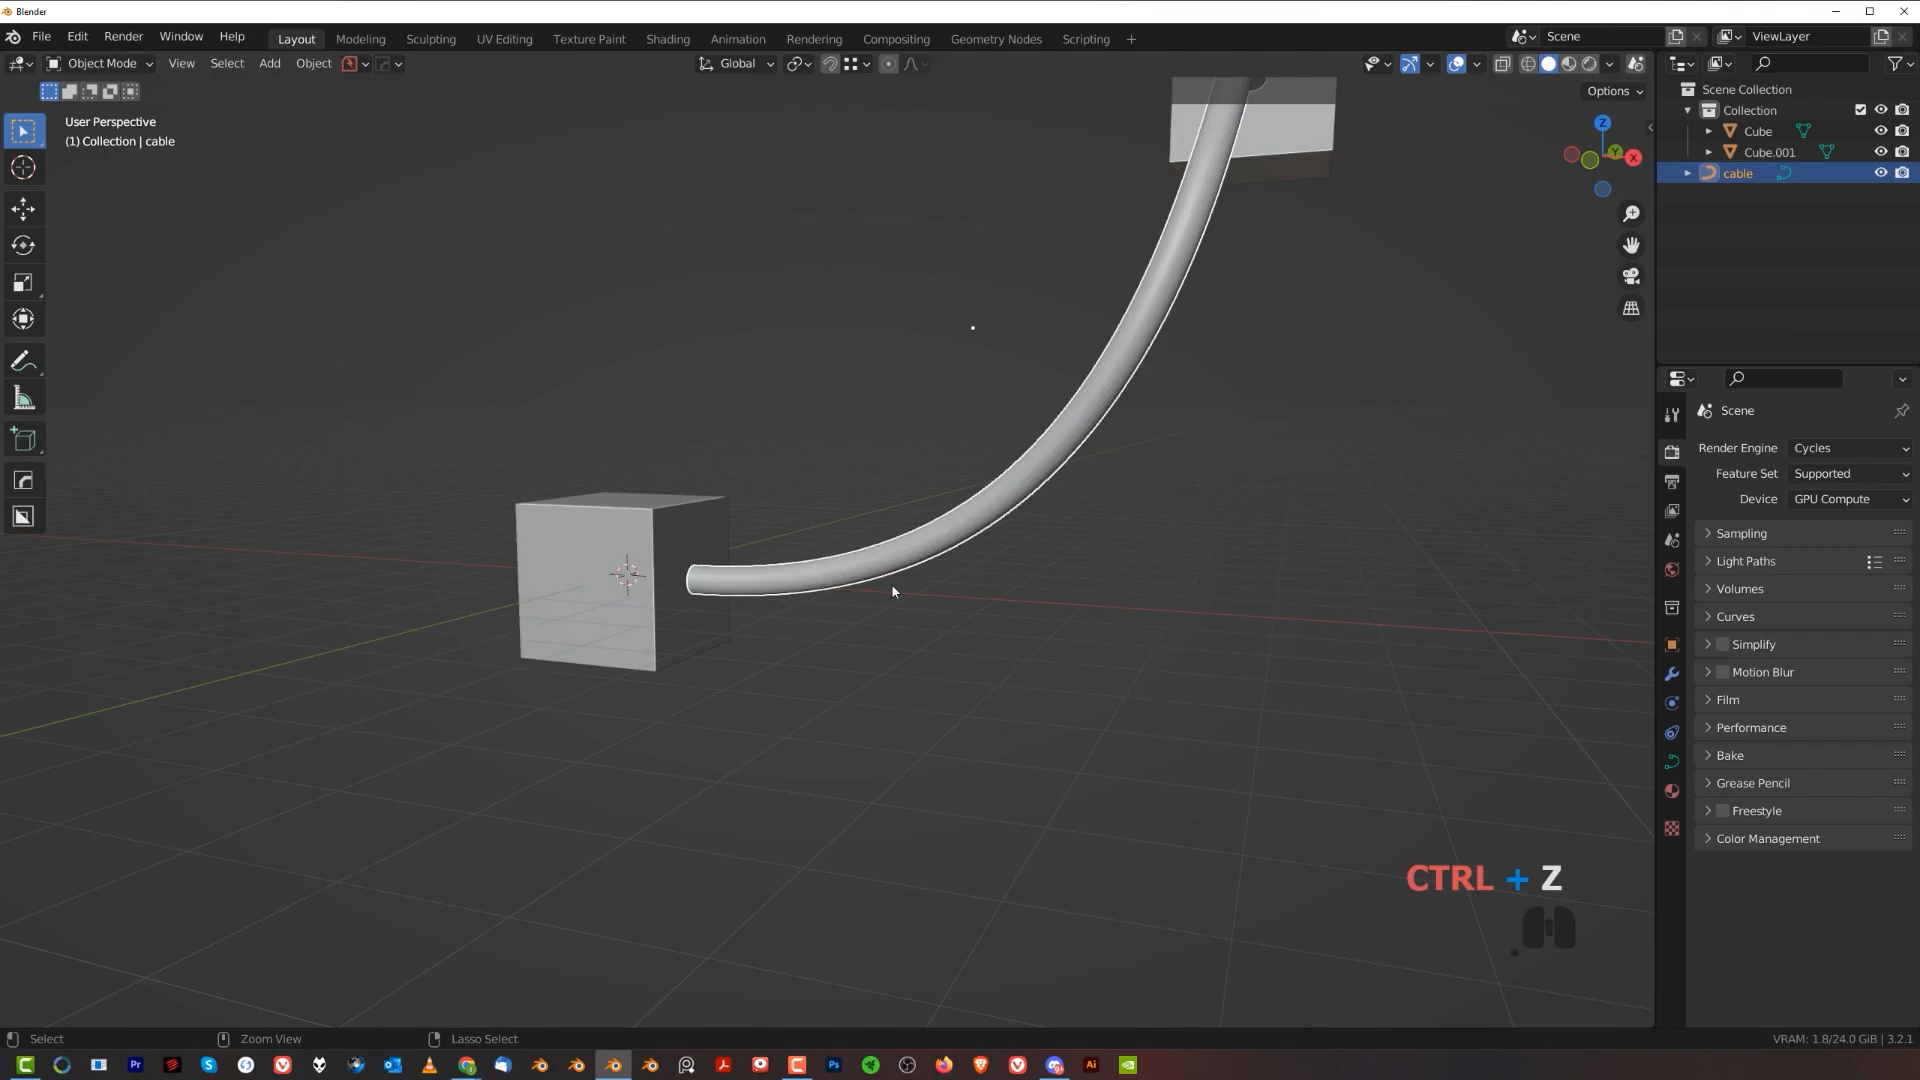 Blender
File Edit Render Window Help Layout Modeling Sculpting UV Editing Texture Paint Shading Animation Rendering Compositing Geometry Nodes Scripting + Scene ViewLayer
Object Mode View Select Add Object Global
Options
User Perspective
(1) Collection | cable
Z
Y
X
Scene Collection
Collection
Cube
Cube.001
cable
Scene
Render Engine Cycles
Feature Set Supported
Device GPU Compute
Sampling
Light Paths
Volumes
Curves
Simplify
Motion Blur
Film
Performance
Bake
Grease Pencil
Freestyle
Color Management
CTRL + Z
Select Zoom View Lasso Select VRAM: 1.8/24.0 GiB | 3.2.1
Pr S Ps Ai